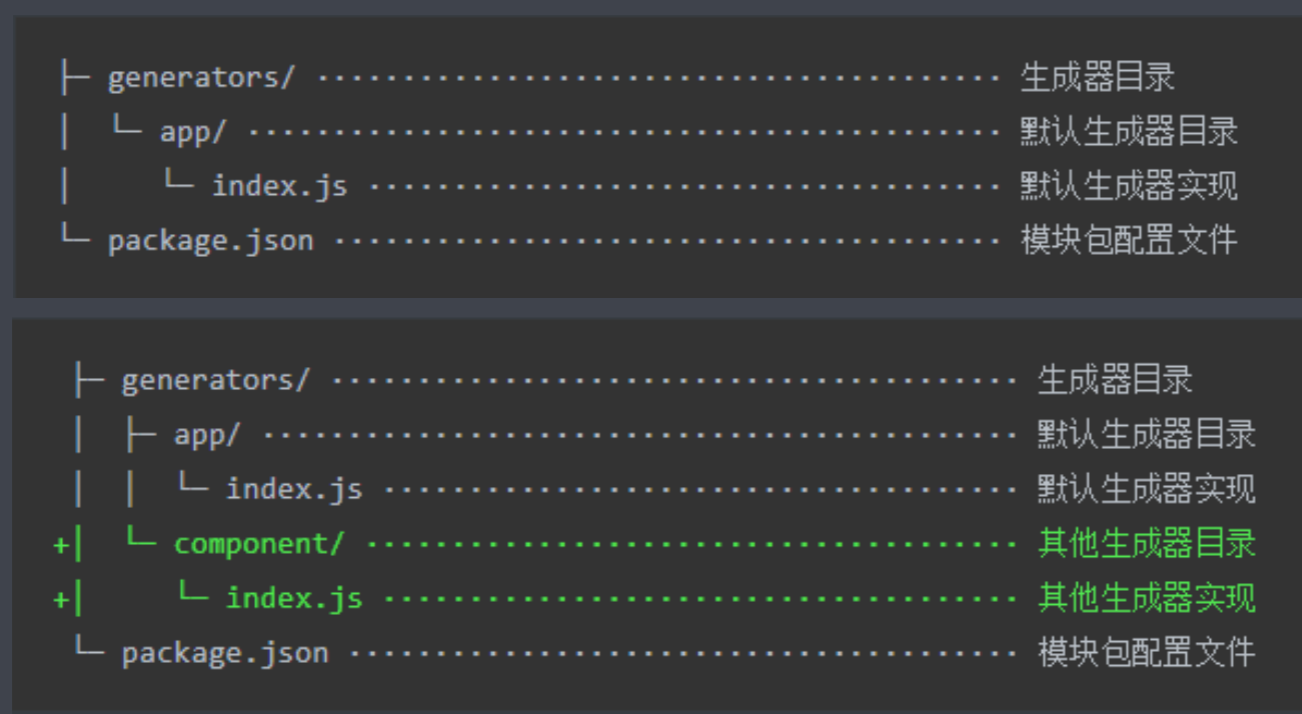 ├─ generators/ ········································ 生成器目录
│  └─ app/ ············································ 默认生成器目录
│     └─ index.js ····································· 默认生成器实现
└─ package.json ······································· 模块包配置文件
├─ generators/ ········································ 生成器目录
│  ├─ app/ ············································ 默认生成器目录
│  │  └─ index.js ····································· 默认生成器实现
+│  └─ component/ ······································ 其他生成器目录
+│     └─ index.js ····································· 其他生成器实现
└─ package.json ······································· 模块包配置文件